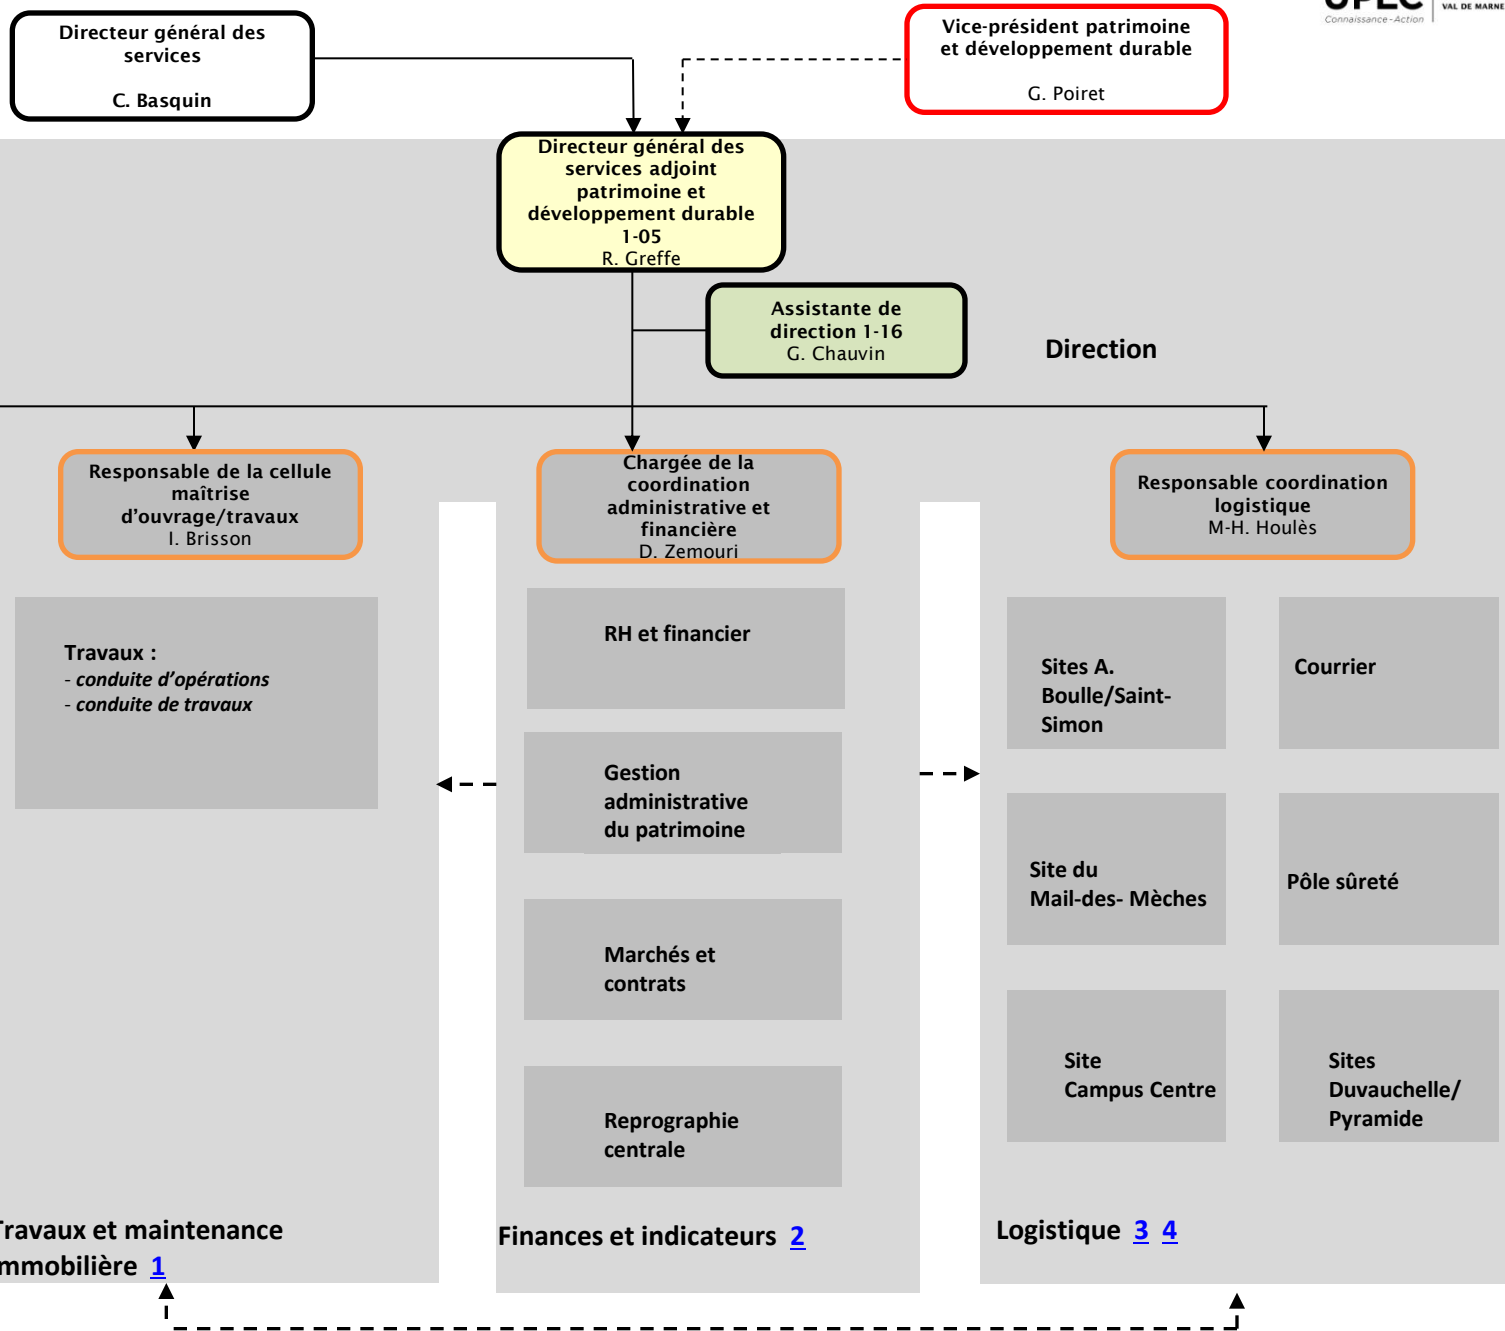 Directeur général des
services
C. Basquin
Vice-président patrimoine
et développement durable
G. Poiret
UPEC
Connaissance - Action
VAL DE MARNE
Directeur général des
services adjoint
patrimoine et
développement durable
1-05
R. Greffe
Assistante de
direction 1-16
G. Chauvin
Direction
Responsable de la cellule
maîtrise
d’ouvrage/travaux
I. Brisson
Chargée de la
coordination
administrative et
financière
D. Zemouri
Responsable coordination
logistique
M-H. Houlès
Travaux :
- conduite d’opérations
- conduite de travaux
RH et financier
Gestion
administrative
du patrimoine
Marchés et
contrats
Reprographie
centrale
Sites A.
Boulle/Saint-
Simon
Courrier
Site du
Mail-des- Mèches
Pôle sûreté
Site
Campus Centre
Sites
Duvauchelle/
Pyramide
Travaux et maintenance
immobilière 1
Finances et indicateurs 2
Logistique 3 4